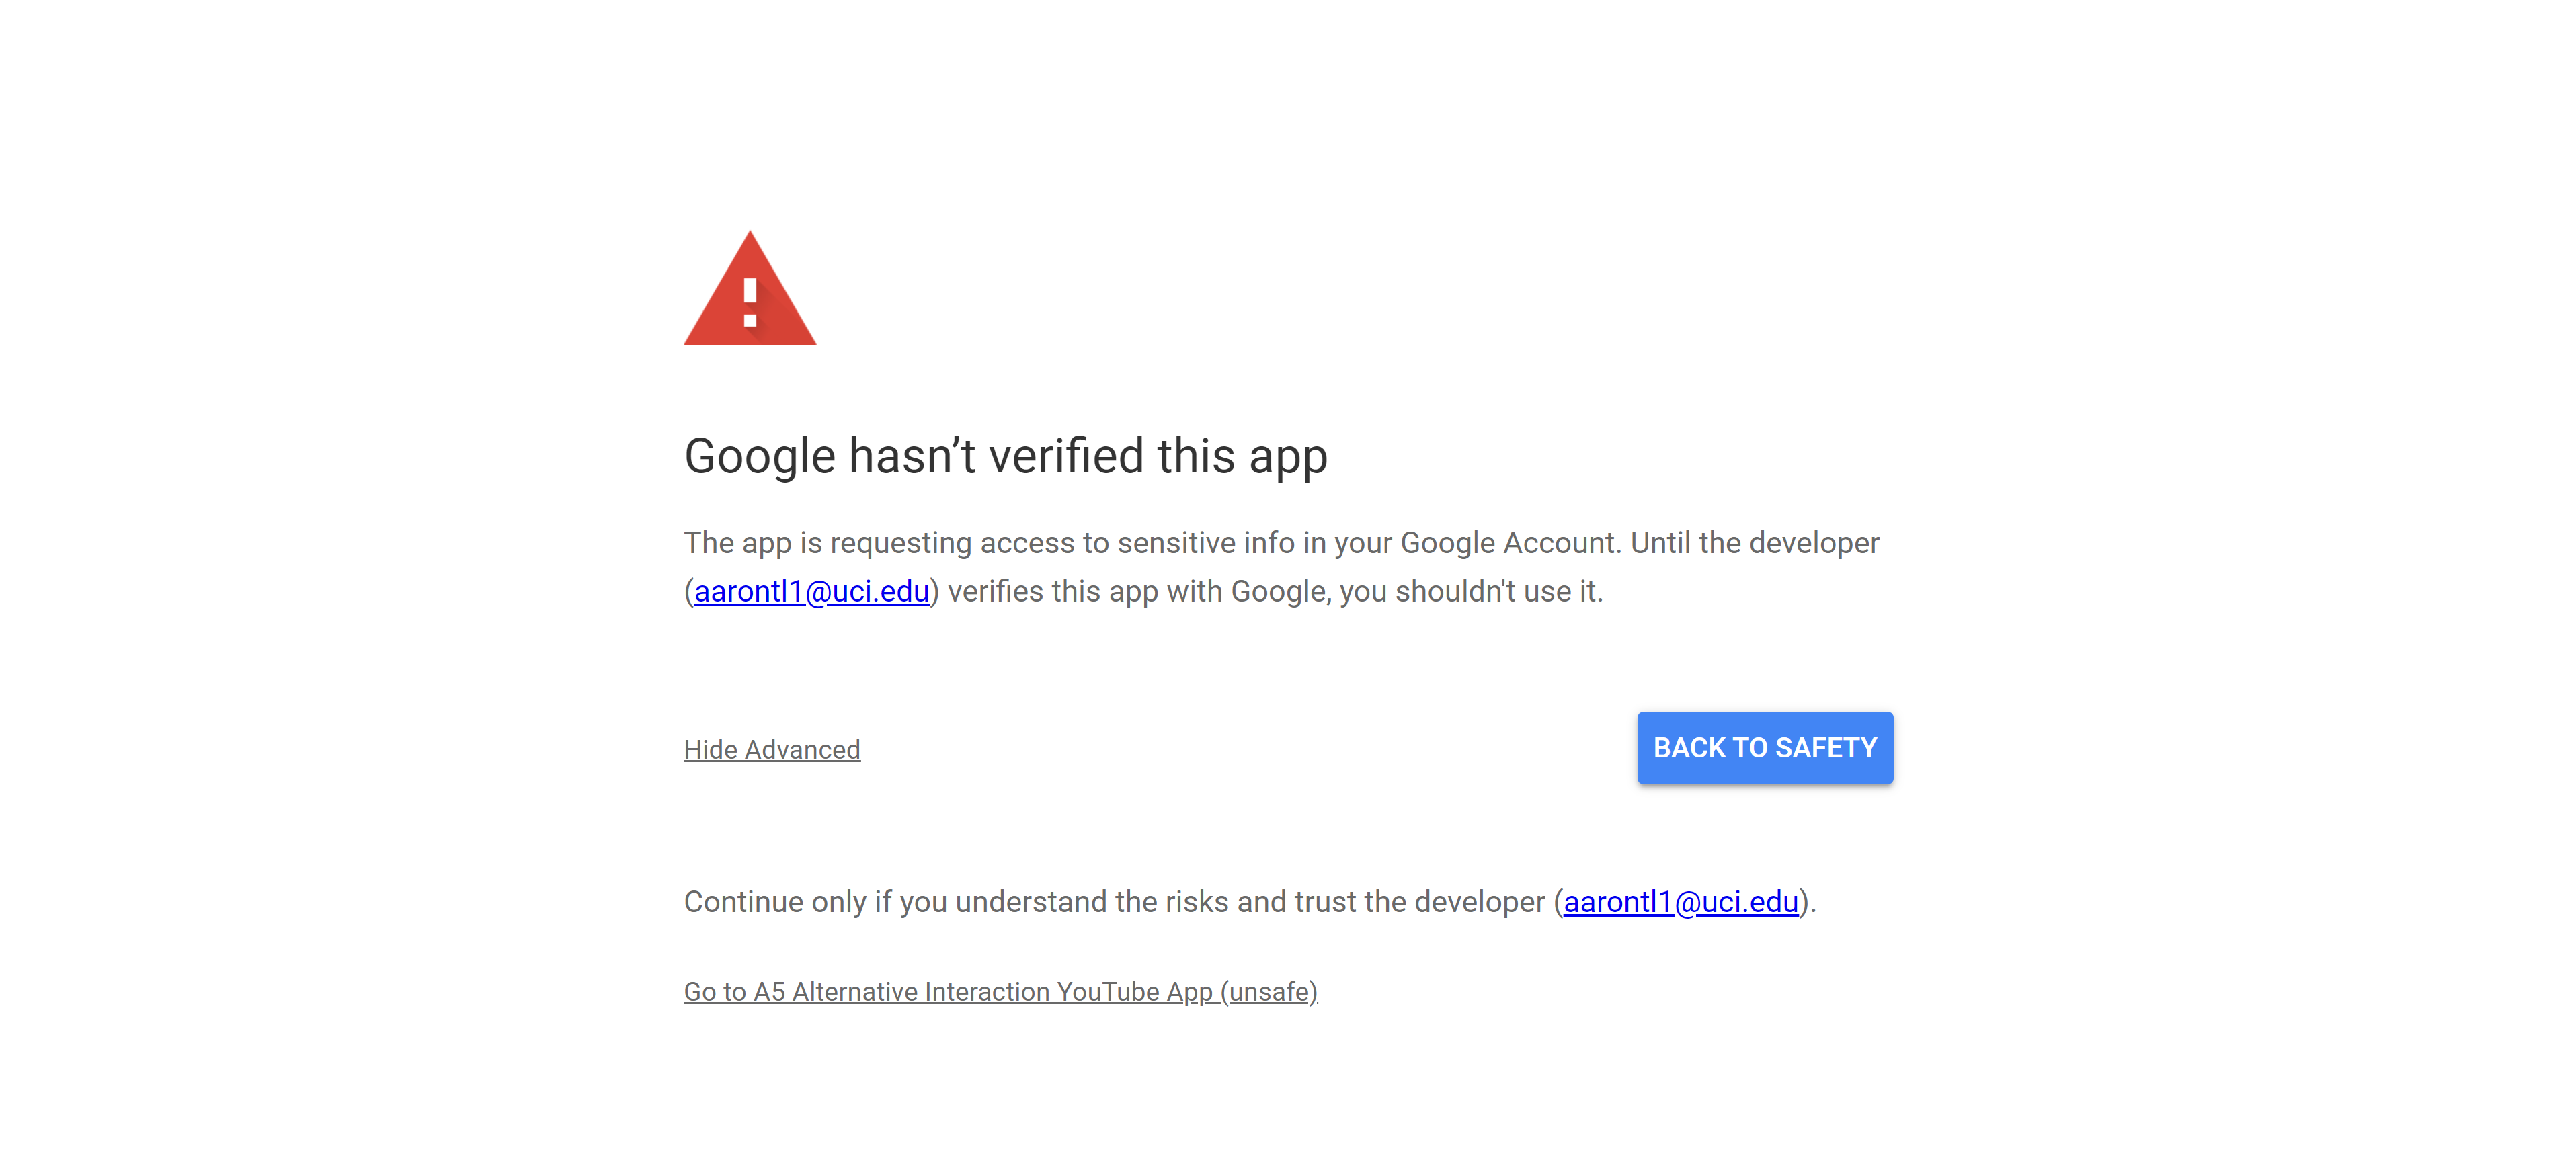 Google hasn’t verified this app
The app is requesting access to sensitive info in your Google Account. Until the developer
(aarontl1@uci.edu) verifies this app with Google, you shouldn't use it.
Hide Advanced
BACK TO SAFETY
Continue only if you understand the risks and trust the developer (aarontl1@uci.edu).
Go to A5 Alternative Interaction YouTube App (unsafe)